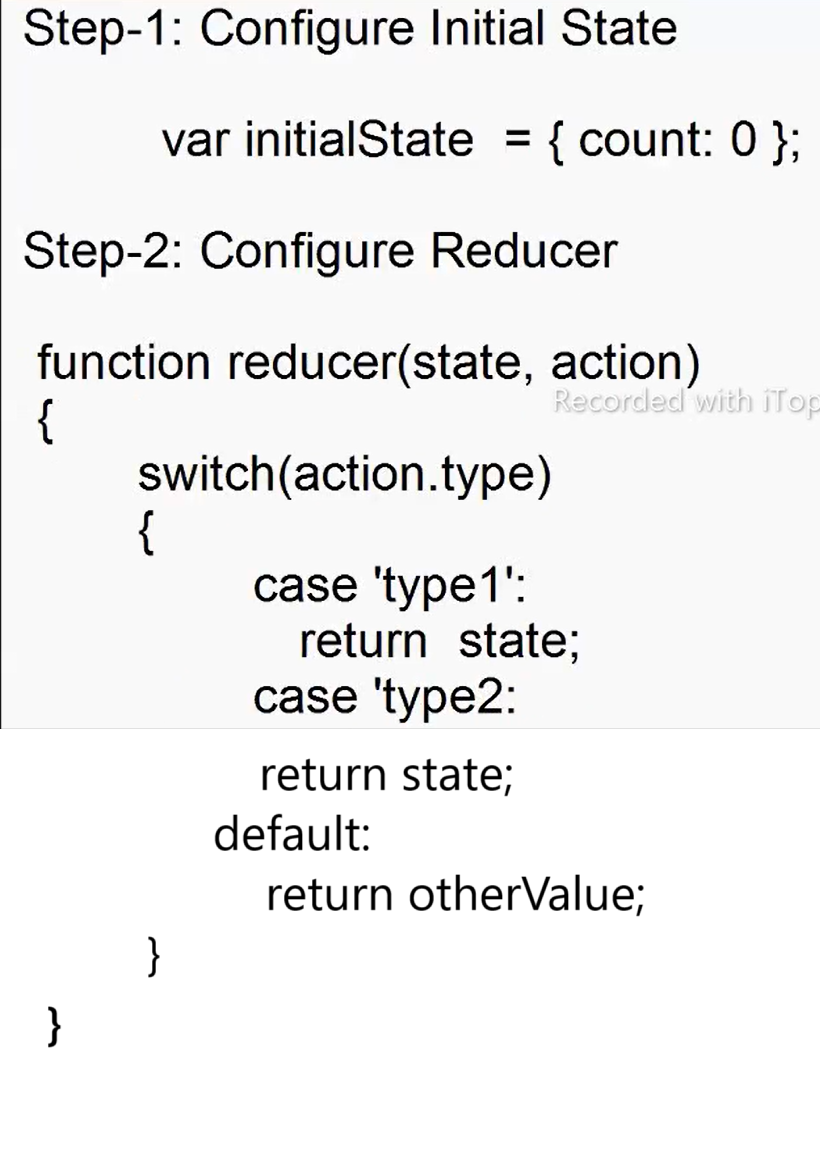 Step-1: Configure Initial State
var initialState  = { count: 0 };
Step-2: Configure Reducer
function reducer(state, action)
Recorded with iTop
{
switch(action.type)
{
case 'type1':
return  state;
case 'type2:
return state;
default:
return otherValue;
}
}